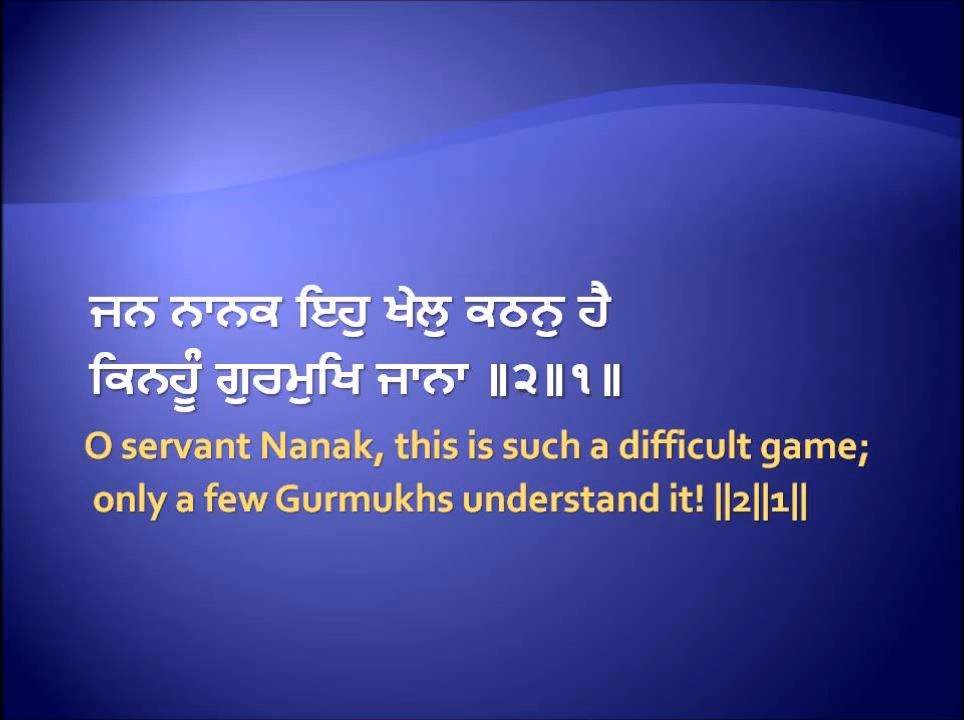 ਜਨ ਨਾਨਕ ਇਹੁ ਖੇਲੁ ਕਠਨੁ ਹੈ
ਕਿਨਹੂੰ ਗੁਰਮੁਖਿ ਜਾਨਾ ॥੨॥੧॥
O servant Nanak, this is such a difficult game;
only a few Gurmukhs understand it! ||2||1||